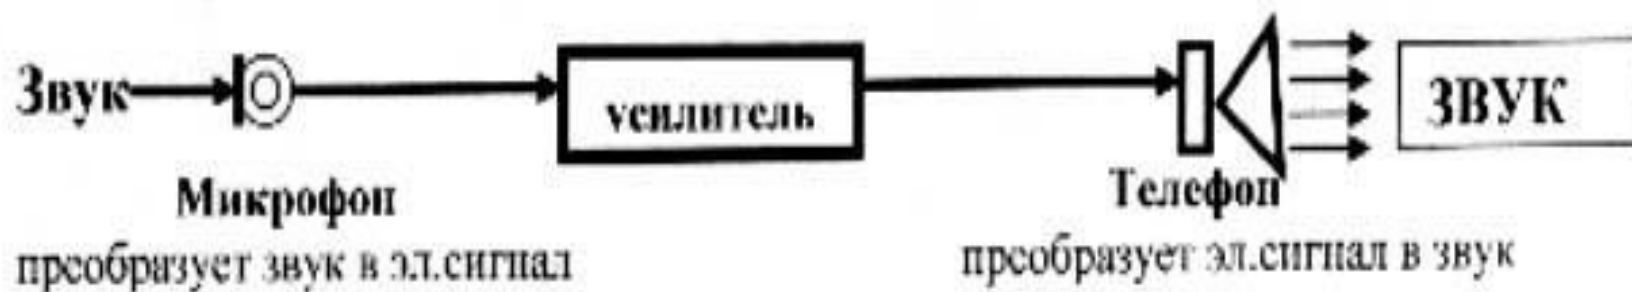 Звук
усилитель
ЗВУК
Микрофон
Телефон
преобразует звук в эл.сигнал
преобразует эл.сигнал в звук